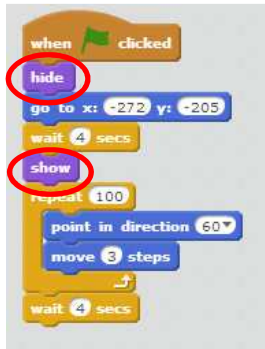 when clicked
hide
go to x: -272 y: -205
wait 4 secs
show
repeat 100
point in direction 60
move 3 steps
wait 4 secs